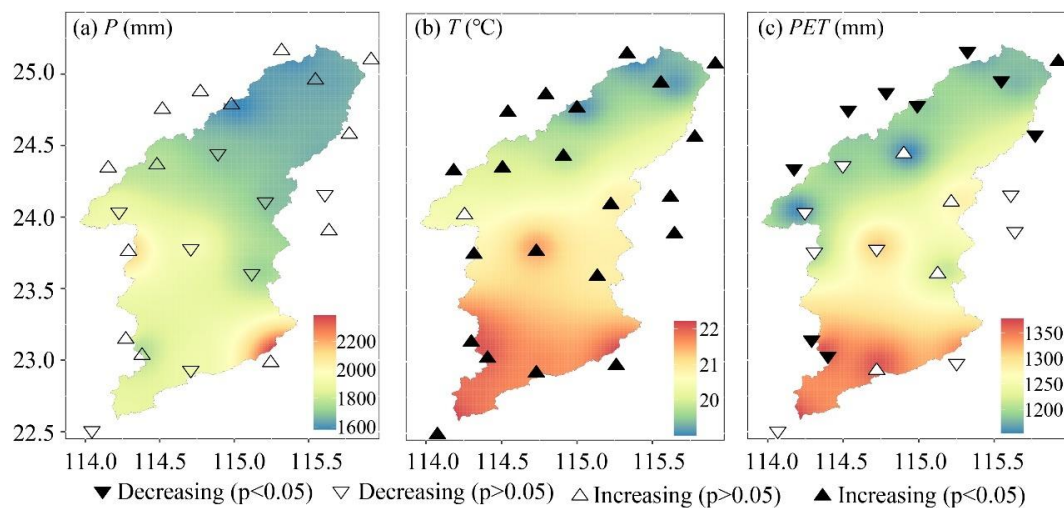 (a) P (mm)
(b) T (℃)
(c) PET (mm)
25.0
24.5
24.0
23.5
23.0
22.5
2200
2000
1800
1600
22
21
20
1350
1300
1250
1200
114.0 114.5 115.0 115.5
114.0 114.5 115.0 115.5
114.0 114.5 115.0 115.5
▼ Decreasing (p<0.05) ▽ Decreasing (p>0.05) △ Increasing (p>0.05) ▲ Increasing (p<0.05)